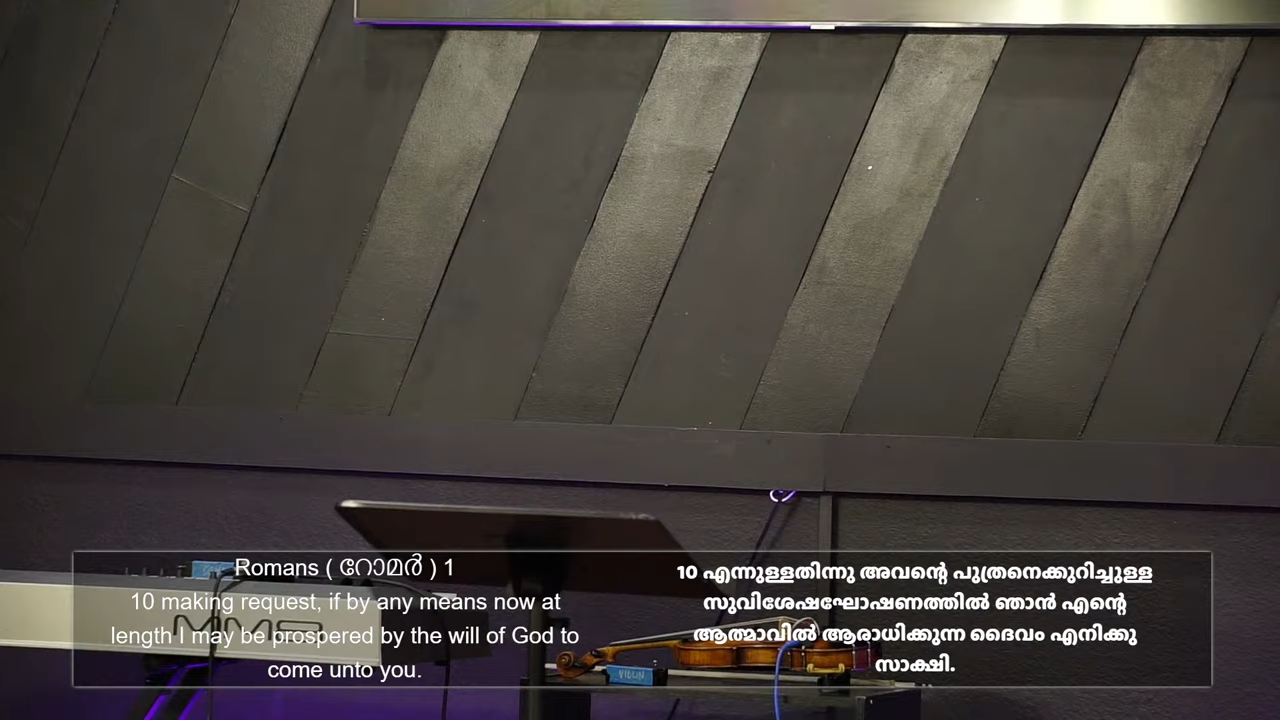 Romans ( റോമർ ) 1
10 making request, if by any means now at
length I may be prospered by the will of God to
come unto you.
10 എന്നുള്ളതിന്നു അവന്റെ പുത്രനെക്കുറിച്ചുള്ള
സുവിശേഷഘോഷണത്തിൽ ഞാൻ എന്റെ
ആത്മാവിൽ ആരാധിക്കുന്ന ദൈവം എനിക്കു
സാക്ഷി.
VIOLIN